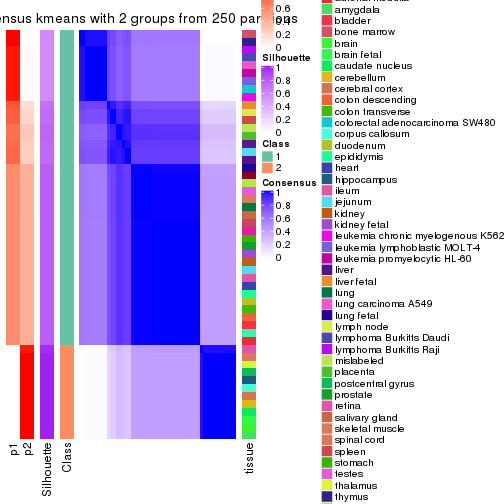 ensus kmeans with 2 groups from 250 partitions
0.6
0.4
0.2
0
Silhouette
1
0.8
0.6
0.4
0.2
0
Class
1
2
Consensus
1
0.8
0.6
0.4
0.2
0
amygdala
bladder
bone marrow
brain
brain fetal
caudate nucleus
cerebellum
cerebral cortex
colon descending
colon transverse
colorectal adenocarcinoma SW480
corpus callosum
duodenum
epididymis
heart
hippocampus
ileum
jejunum
kidney
kidney fetal
leukemia chronic myelogenous K562
leukemia lymphoblastic MOLT-4
leukemia promyelocytic HL-60
liver
liver fetal
lung
lung carcinoma A549
lung fetal
lymph node
lymphoma Burkitts Daudi
lymphoma Burkitts Raji
mislabeled
placenta
postcentral gyrus
prostate
retina
salivary gland
skeletal muscle
spinal cord
spleen
stomach
testes
thalamus
thymus
p1
p2
Silhouette
Class
tissue